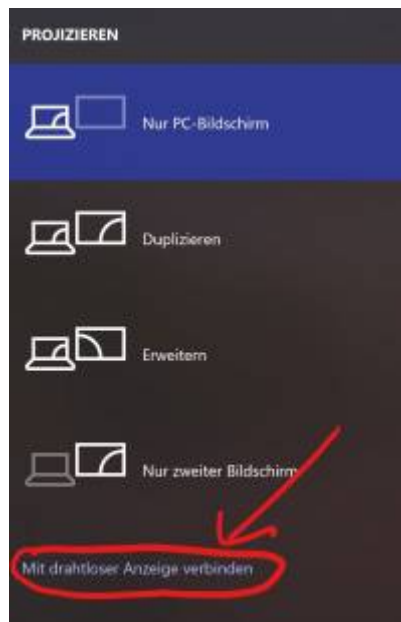 PROJIZIEREN
Nur PC-Bildschirm
Duplizieren
Erweitern
Nur zweiter Bildschirm
Mit drahtloser Anzeige verbinden